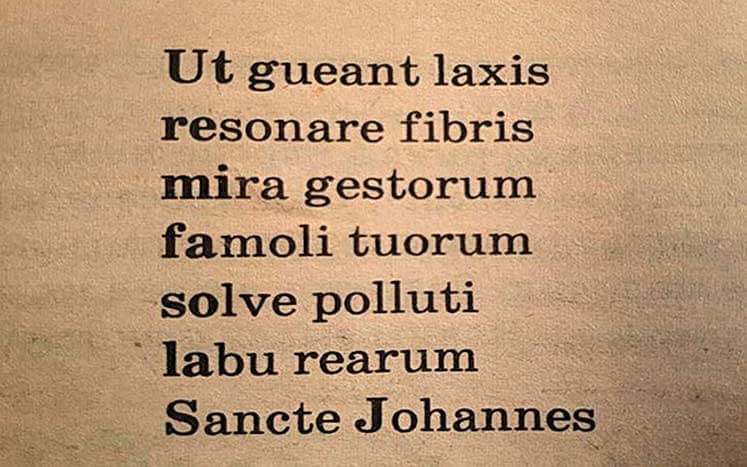 Ut gueant laxis
resonare fibris
mira gestorum
famoli tuorum
solve polluti
labu rearum
Sancte Johannes